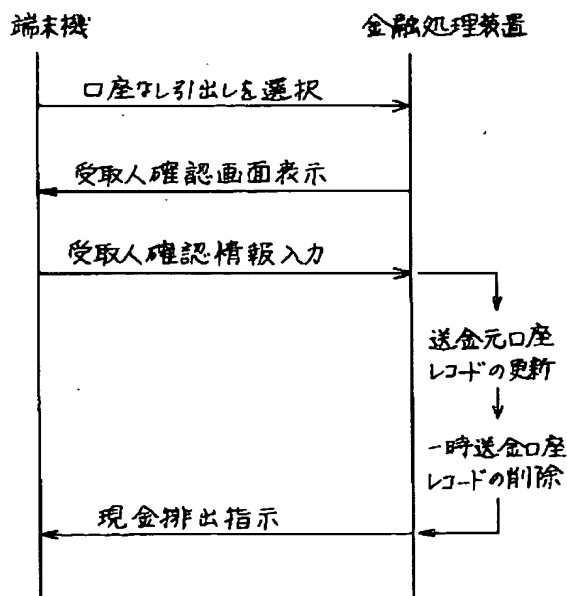 端末機
金融処理装置
口座なし引出しを選択
受取人確認画面表示
受取人確認情報入力
送金元口座
レコードの更新
一時送金口座
レコードの削除
現金排出指示